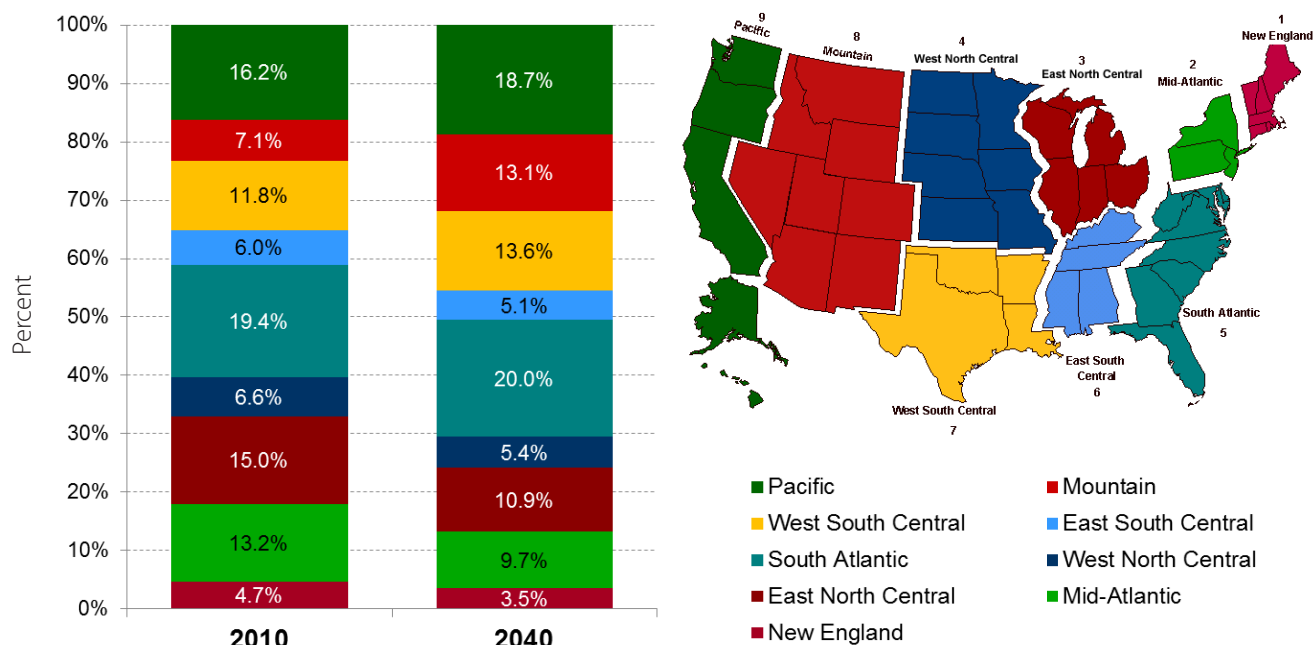 Percent
100%
90%
80%
70%
60%
50%
40%
30%
20%
10%
0%
16.2%
7.1%
11.8%
6.0%
19.4%
6.6%
15.0%
13.2%
4.7%
2010
18.7%
13.1%
13.6%
5.1%
20.0%
5.4%
10.9%
9.7%
3.5%
2040
9
Pacific
8
Mountain
4
West North Central
3
East North Central
2
Mid-Atlantic
1
New England
South Atlantic
5
East South
Central
6
West South Central
7
Pacific
Mountain
West South Central
East South Central
South Atlantic
West North Central
East North Central
Mid-Atlantic
New England